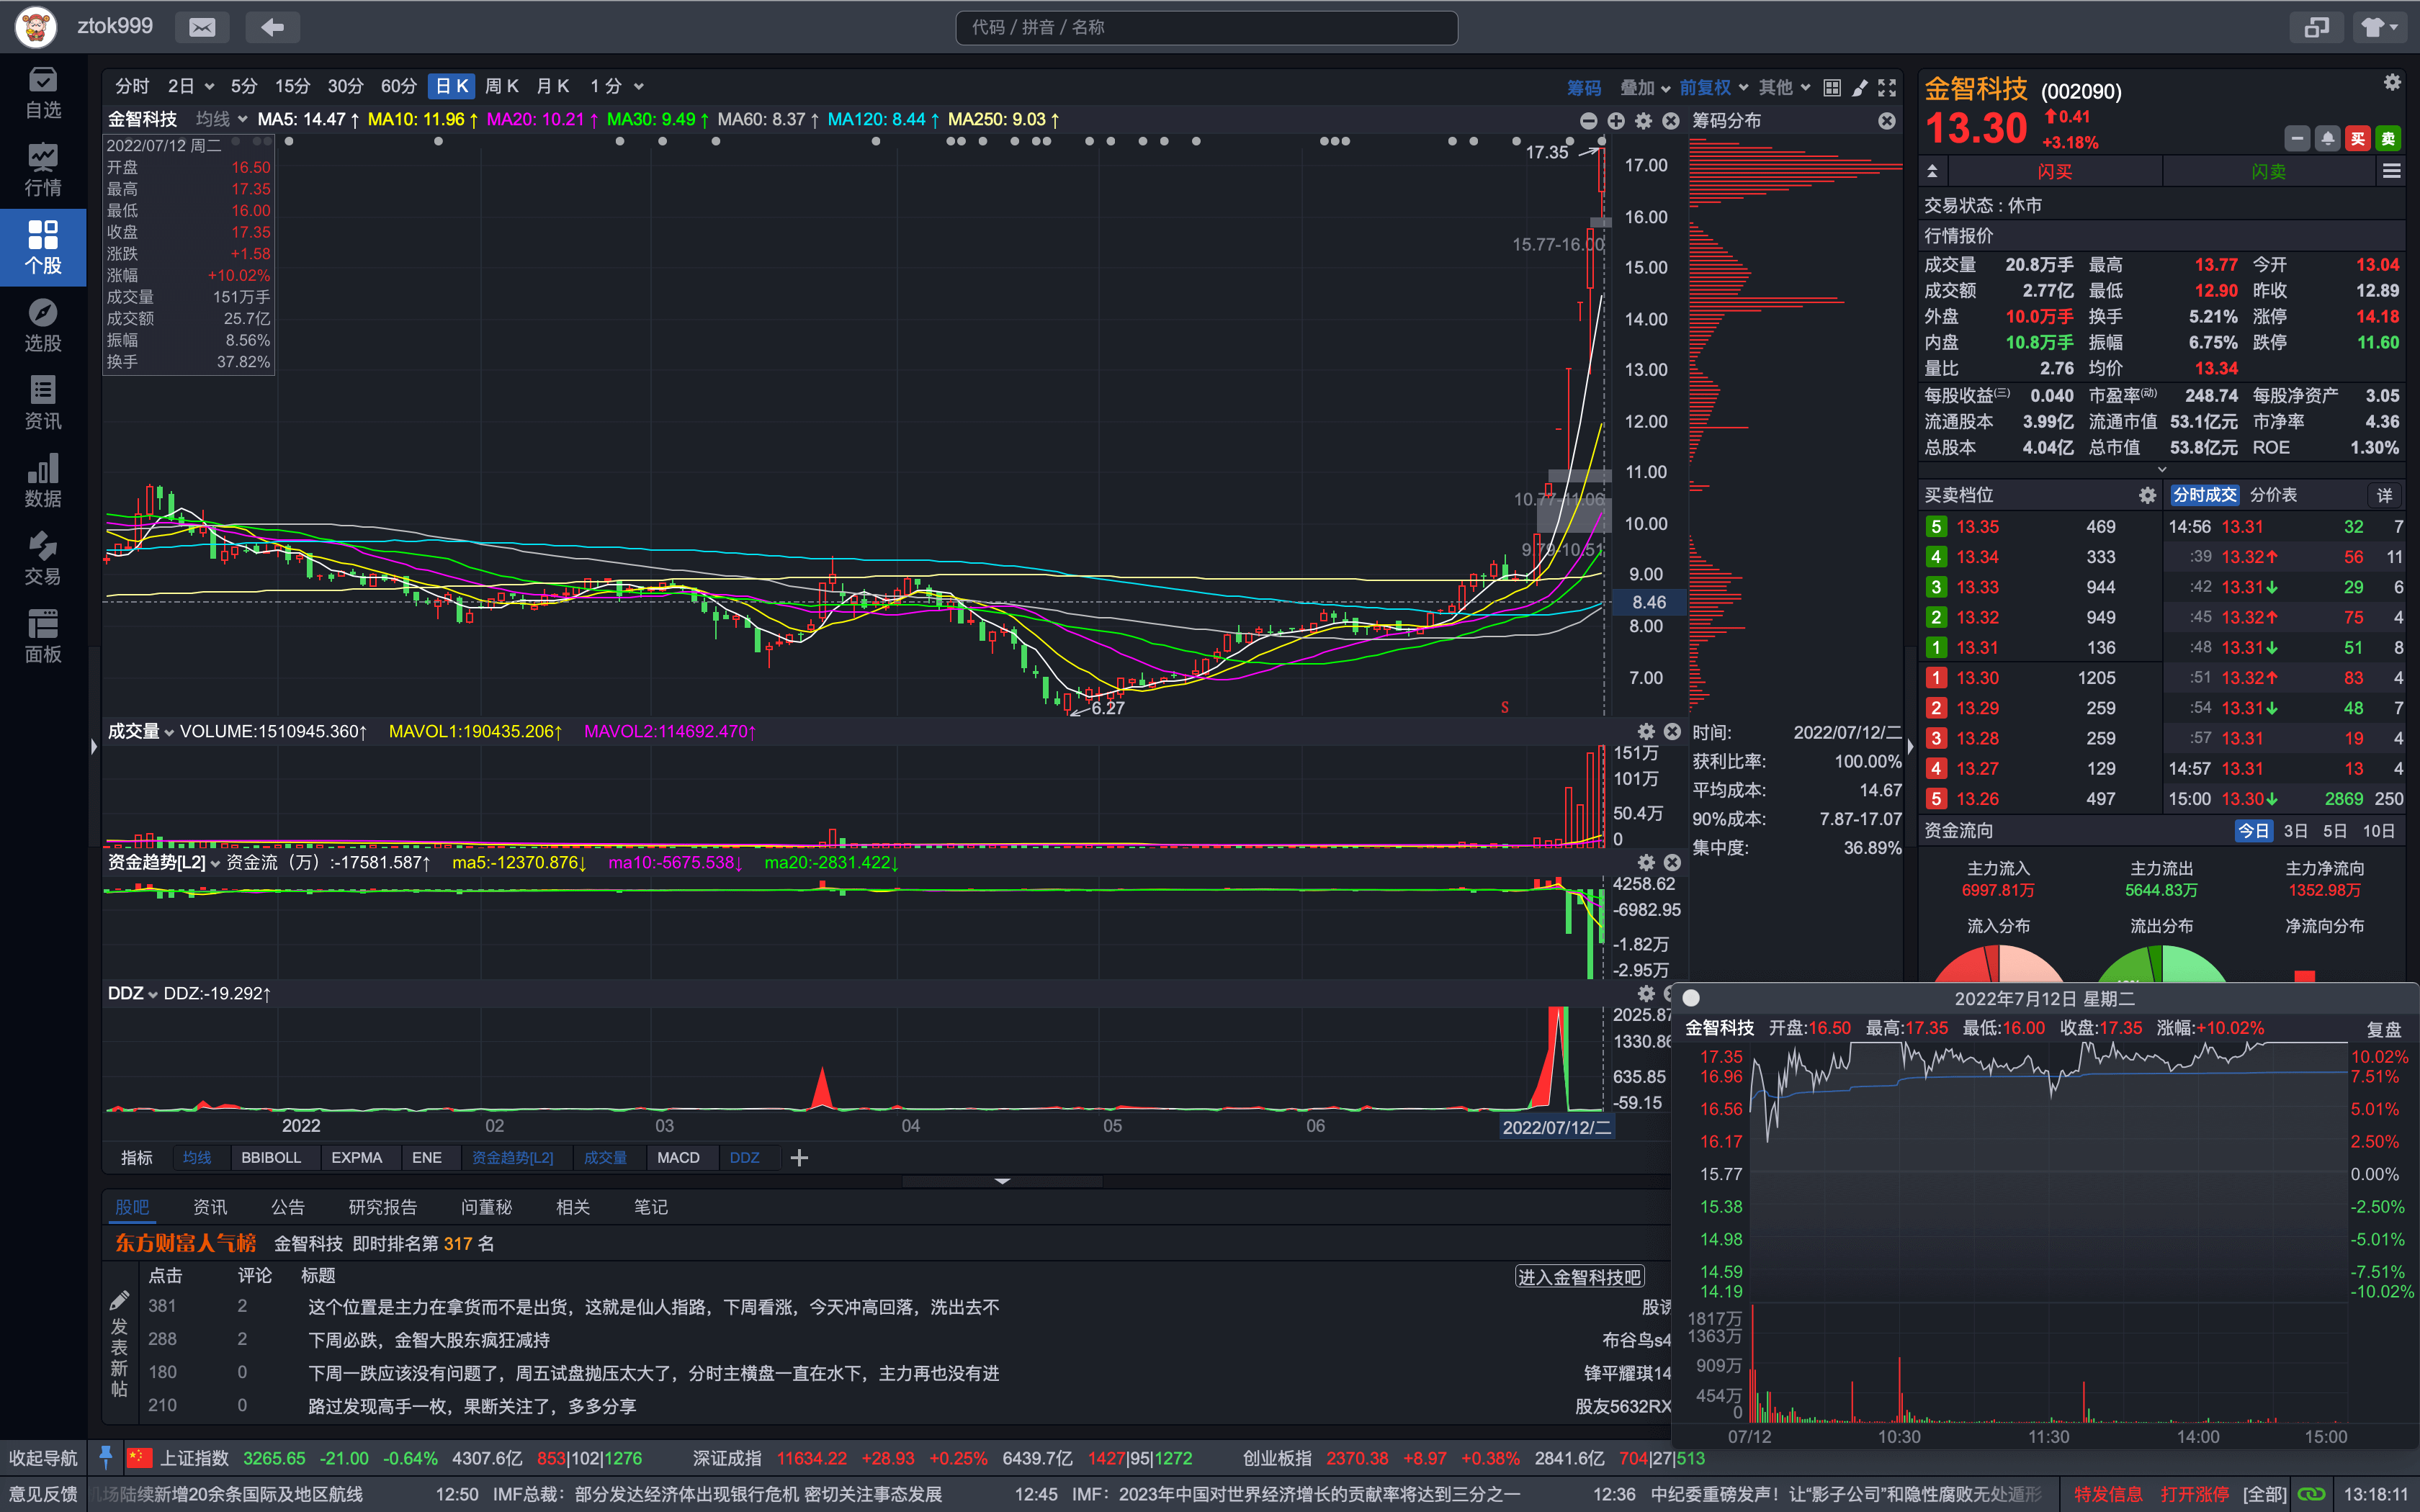 ztok999
代码 / 拼音 / 名称
自选
行情
个股
选股
资讯
数据
交易
面板
分时 2日 5分 15分 30分 60分 日K 周K 月K 1分 筹码 叠加 前复权 其他
金智科技 均线 MA5: 14.47↑ MA10: 11.96↑ MA20: 10.21↑ MA30: 9.49↑ MA60: 8.37↑ MA120: 8.44↑ MA250: 9.03↑
2022/07/12 周二
开盘 16.50
最高 17.35
最低 16.00
收盘 17.35
涨跌 +1.58
涨幅 +10.02%
成交量 151万手
成交额 25.7亿
振幅 8.56%
换手 37.82%
17.35
15.77-16.00
10.77-11.06
9.79-10.51
6.27
S
17.00
16.00
15.00
14.00
13.00
12.00
11.00
10.00
9.00
8.46
8.00
7.00
筹码分布
时间: 2022/07/12/二
获利比率: 100.00%
平均成本: 14.67
90%成本: 7.87-17.07
集中度: 36.89%
成交量 VOLUME:1510945.360↑ MAVOL1:190435.206↑ MAVOL2:114692.470↑
151万
101万
50.4万
0
资金趋势[L2] 资金流（万）:-17581.587↑ ma5:-12370.876↓ ma10:-5675.538↓ ma20:-2831.422↓
4258.62
-6982.95
-1.82万
-2.95万
DDZ DDZ:-19.292↑
2025.87
1330.86
635.85
-59.15
2022 02 03 04 05 06 2022/07/12/二
指标 均线 BBIBOLL EXPMA ENE 资金趋势[L2] 成交量 MACD DDZ
股吧 资讯 公告 研究报告 问董秘 相关 笔记
东方财富人气榜 金智科技 即时排名第 317 名
点击 评论 标题 进入金智科技吧
发表新帖
381 2 这个位置是主力在拿货而不是出货，这就是仙人指路，下周看涨，今天冲高回落，洗出去不
288 2 下周必跌，金智大股东疯狂减持 布谷鸟s4
180 0 下周一跌应该没有问题了，周五试盘抛压太大了，分时主横盘一直在水下，主力再也没有进 锋平耀琪14
210 0 路过发现高手一枚，果断关注了，多多分享 股友5632RX
金智科技 (002090)
13.30 0.41
+3.18%
买 卖
闪买 闪卖
交易状态 : 休市
行情报价
成交量 20.8万手 最高 13.77 今开 13.04
成交额 2.77亿 最低 12.90 昨收 12.89
外盘 10.0万手 换手 5.21% 涨停 14.18
内盘 10.8万手 振幅 6.75% 跌停 11.60
量比 2.76 均价 13.34
每股收益(三) 0.040 市盈率(动) 248.74 每股净资产 3.05
流通股本 3.99亿 流通市值 53.1亿元 市净率 4.36
总股本 4.04亿 总市值 53.8亿元 ROE 1.30%
买卖档位 分时成交 分价表 详
5 13.35 469 14:56 13.31 32 7
4 13.34 333 :39 13.32↑ 56 11
3 13.33 944 :42 13.31↓ 29 6
2 13.32 949 :45 13.32↑ 75 4
1 13.31 136 :48 13.31↓ 51 8
1 13.30 1205 :51 13.32↑ 83 4
2 13.29 259 :54 13.31↓ 48 7
3 13.28 259 :57 13.31 19 4
4 13.27 129 14:57 13.31 13 4
5 13.26 497 15:00 13.30↓ 2869 250
资金流向 今日 3日 5日 10日
主力流入 主力流出 主力净流向
6997.81万 5644.83万 1352.98万
流入分布 流出分布 净流向分布
2022年7月12日 星期二
金智科技 开盘:16.50 最高:17.35 最低:16.00 收盘:17.35 涨幅:+10.02% 复盘
17.35 10.02%
16.96 7.51%
16.56 5.01%
16.17 2.50%
15.77 0.00%
15.38 -2.50%
14.98 -5.01%
14.59 -7.51%
14.19 -10.02%
1817万
1363万
909万
454万
0
07/12 10:30 11:30 14:00 15:00
收起导航 上证指数 3265.65 -21.00 -0.64% 4307.6亿 853|102|1276 深证成指 11634.22 +28.93 +0.25% 6439.7亿 1427|95|1272 创业板指 2370.38 +8.97 +0.38% 2841.6亿 704|27|513
意见反馈 场陆续新增20余条国际及地区航线 12:50 IMF总裁：部分发达经济体出现银行危机 密切关注事态发展 12:45 IMF：2023年中国对世界经济增长的贡献率将达到三分之一 12:36 中纪委重磅发声！让“影子公司”和隐性腐败无处遁形 特发信息 打开涨停 [全部] 13:18:11